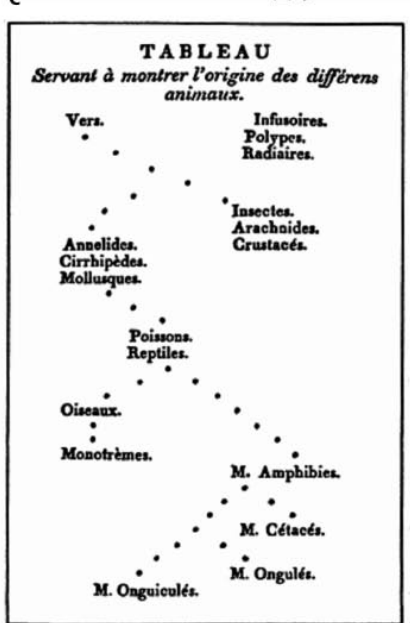 TABLEAU
Servant à montrer l'origine des différens
animaux.
Vers.
Infusoires.
Polypes.
Radiaires.
Insectes.
Arachnides.
Crustacés.
Annelides.
Cirrhipèdes.
Mollusques.
Poissons.
Reptiles.
Oiseaux.
Monotrèmes.
M. Amphibies.
M. Cétacés.
M. Ongulés.
M. Onguiculés.